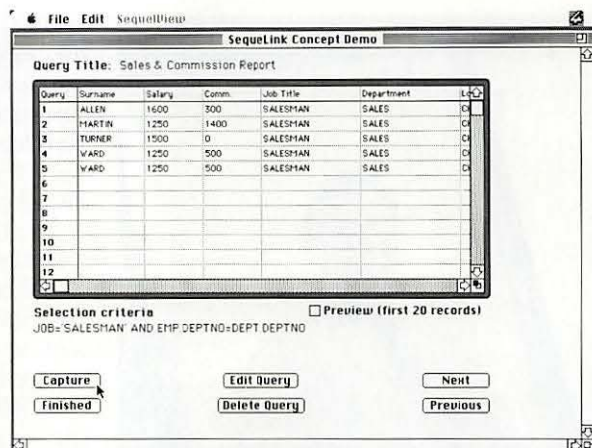 File Edit SequelView
SequeLink Concept Demo
Query Title: Sales & Commission Report
Query Surname Salary Comm. Job Title Department
1 ALLEN 1600 300 SALESMAN SALES
2 MARTIN 1250 1400 SALESMAN SALES
3 TURNER 1500 0 SALESMAN SALES
4 WARD 1250 500 SALESMAN SALES
5 WARD 1250 500 SALESMAN SALES
6
7
8
9
10
11
12
Selection criteria Preview (first 20 records)
JOB='SALESMAN' AND EMP.DEPTNO=DEPT.DEPTNO
Capture Edit Query Next
Finished Delete Query Previous